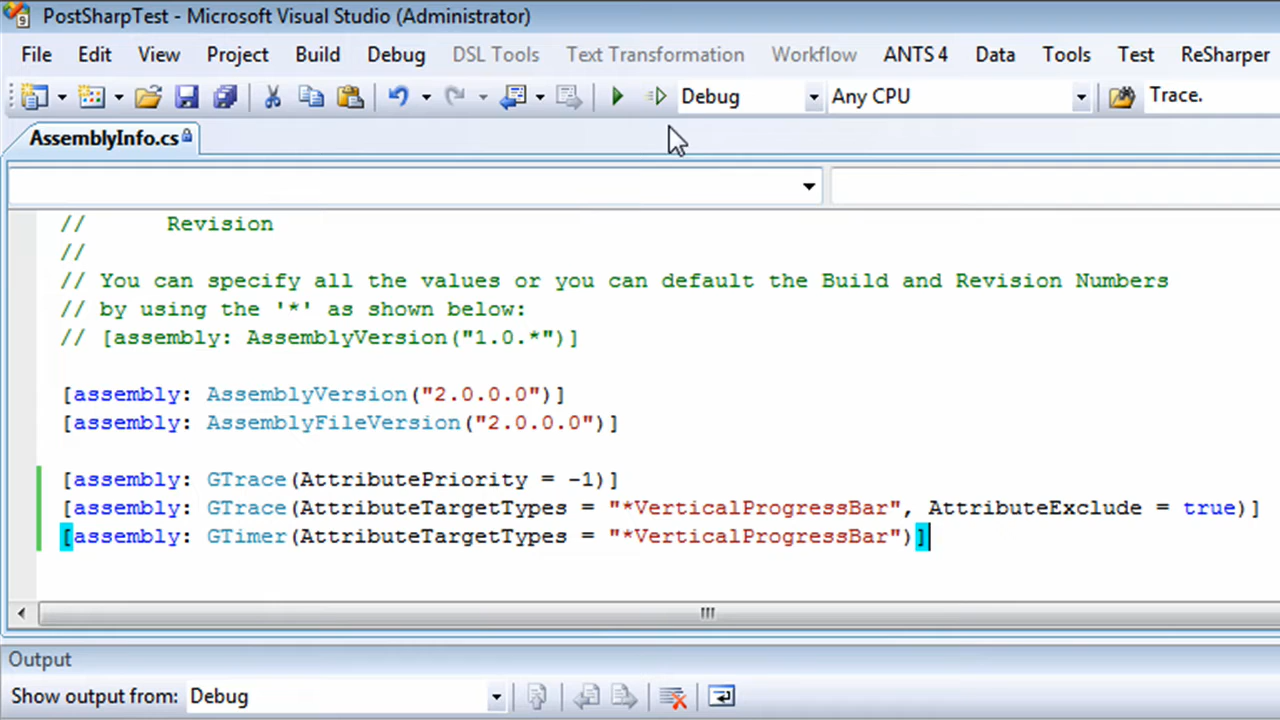 PostSharpTest - Microsoft Visual Studio (Administrator)
File Edit View Project Build Debug DSL Tools Text Transformation Workflow ANTS 4 Data Tools Test ReSharper
Debug Any CPU Trace.
AssemblyInfo.cs
// Revision
//
// You can specify all the values or you can default the Build and Revision Numbers
// by using the '*' as shown below:
// [assembly: AssemblyVersion("1.0.*")]
[assembly: AssemblyVersion("2.0.0.0")]
[assembly: AssemblyFileVersion("2.0.0.0")]
[assembly: GTrace(AttributePriority = -1)]
[assembly: GTrace(AttributeTargetTypes = "*VerticalProgressBar", AttributeExclude = true)]
[assembly: GTimer(AttributeTargetTypes = "*VerticalProgressBar")]
Output
Show output from: Debug